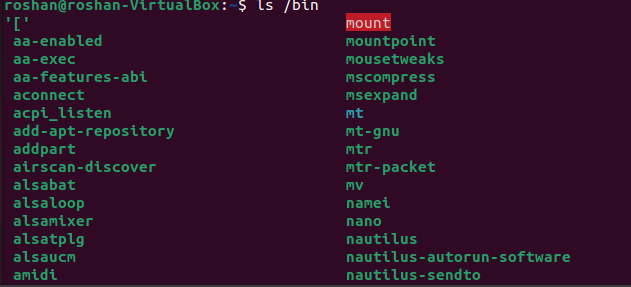 roshan@roshan-VirtualBox:~$ ls /bin
'[' mount
aa-enabled mountpoint
aa-exec mousetweaks
aa-features-abi mscompress
aconnect msexpand
acpi_listen mt
add-apt-repository mt-gnu
addpart mtr
airscan-discover mtr-packet
alsabat mv
alsaloop namei
alsamixer nano
alsatplg nautilus
alsaucm nautilus-autorun-software
amidi nautilus-sendto